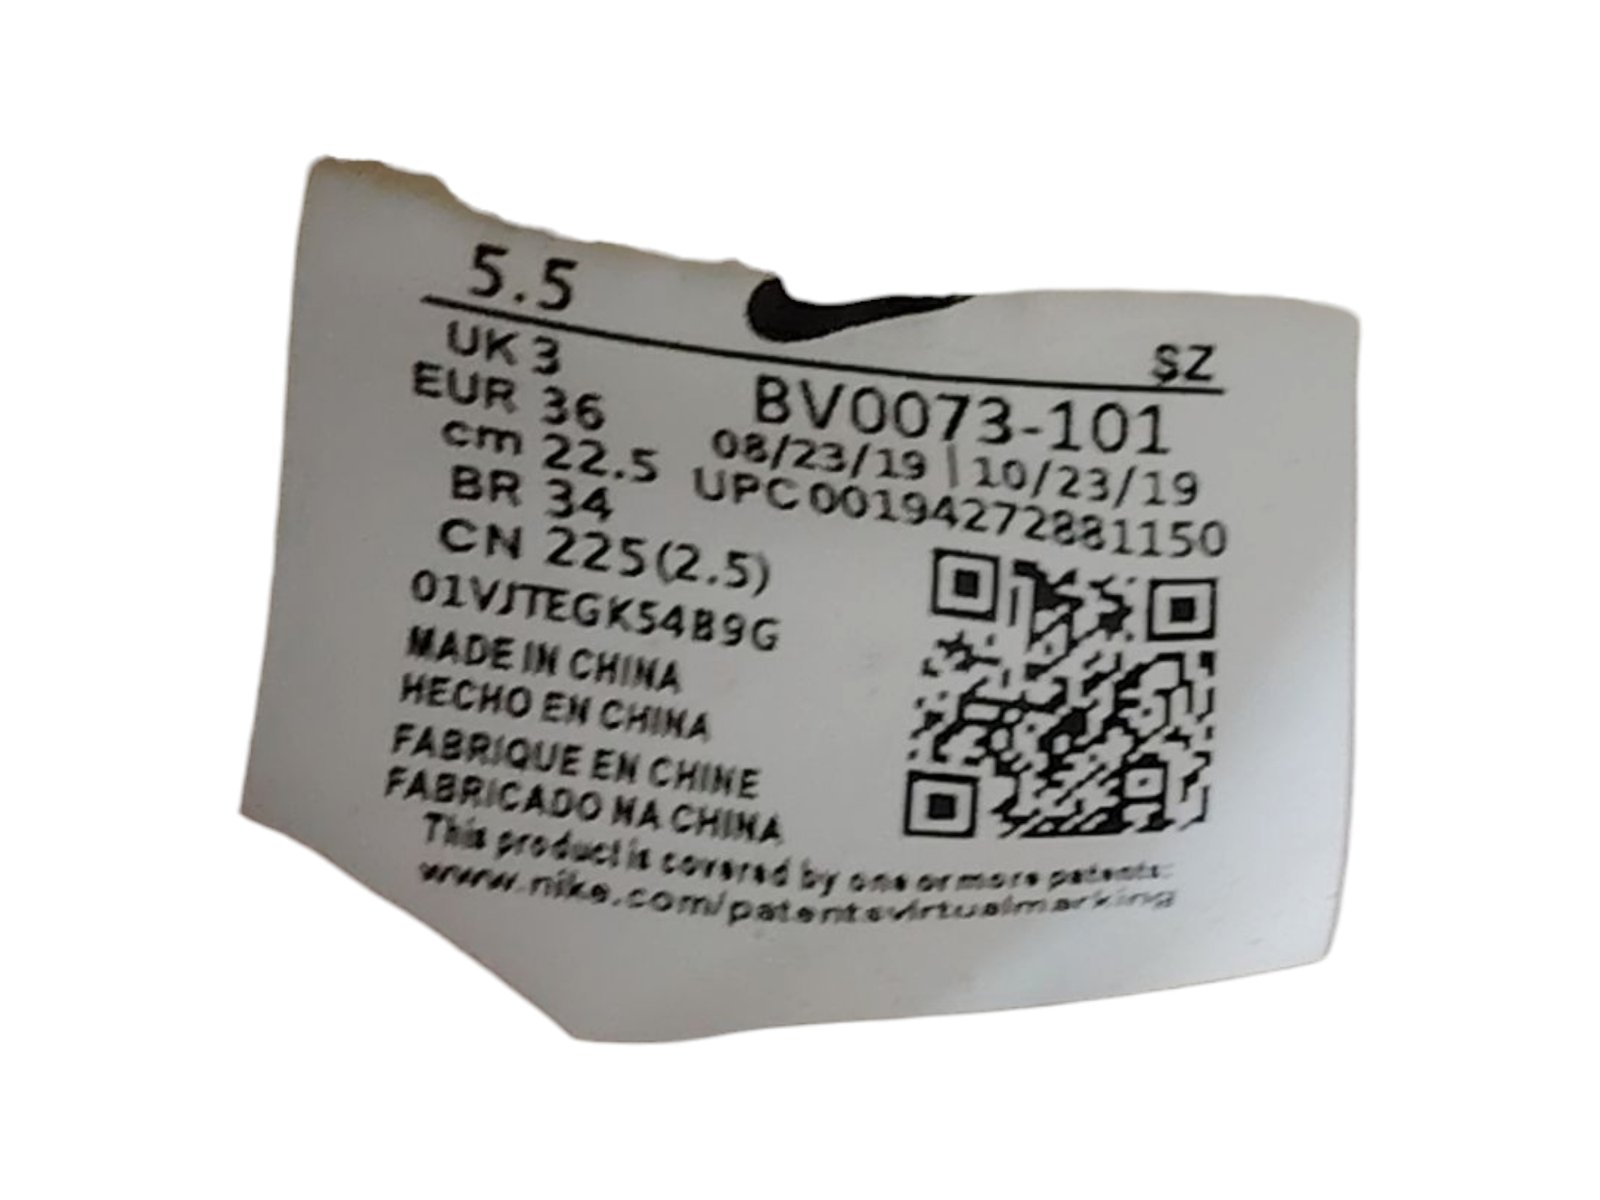 5.5
SZ
UK 3
EUR 36
cm 22.5
BR 34
CN 225(2.5)
BV0073-101
08/23/19 | 10/23/19
UPC 00194272881150
01VJTEGK54B9G
MADE IN CHINA
HECHO EN CHINA
FABRIQUE EN CHINE
FABRICADO NA CHINA
This product is covered by one or more patents:
www.nike.com/patentsvirtualmarking